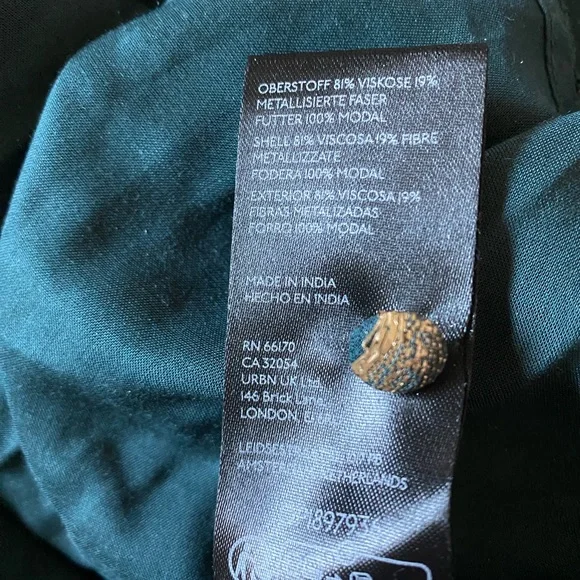 OBERSTOFF 81% VISKOSE 19%
METALLISIERTE FASER
FUTTER 100% MODAL
SHELL 81% VISCOSA 19% FIBRE
METALLIZZATE
FODERA 100% MODAL
EXTERIOR 81% VISCOSA 19%
FIBRAS METALIZADAS
FORRO 100% MODAL
MADE IN INDIA
HECHO EN INDIA
RN 66170
CA 32054
URBN UK Ltd
146 Brick
LONDON
NETHERLANDS